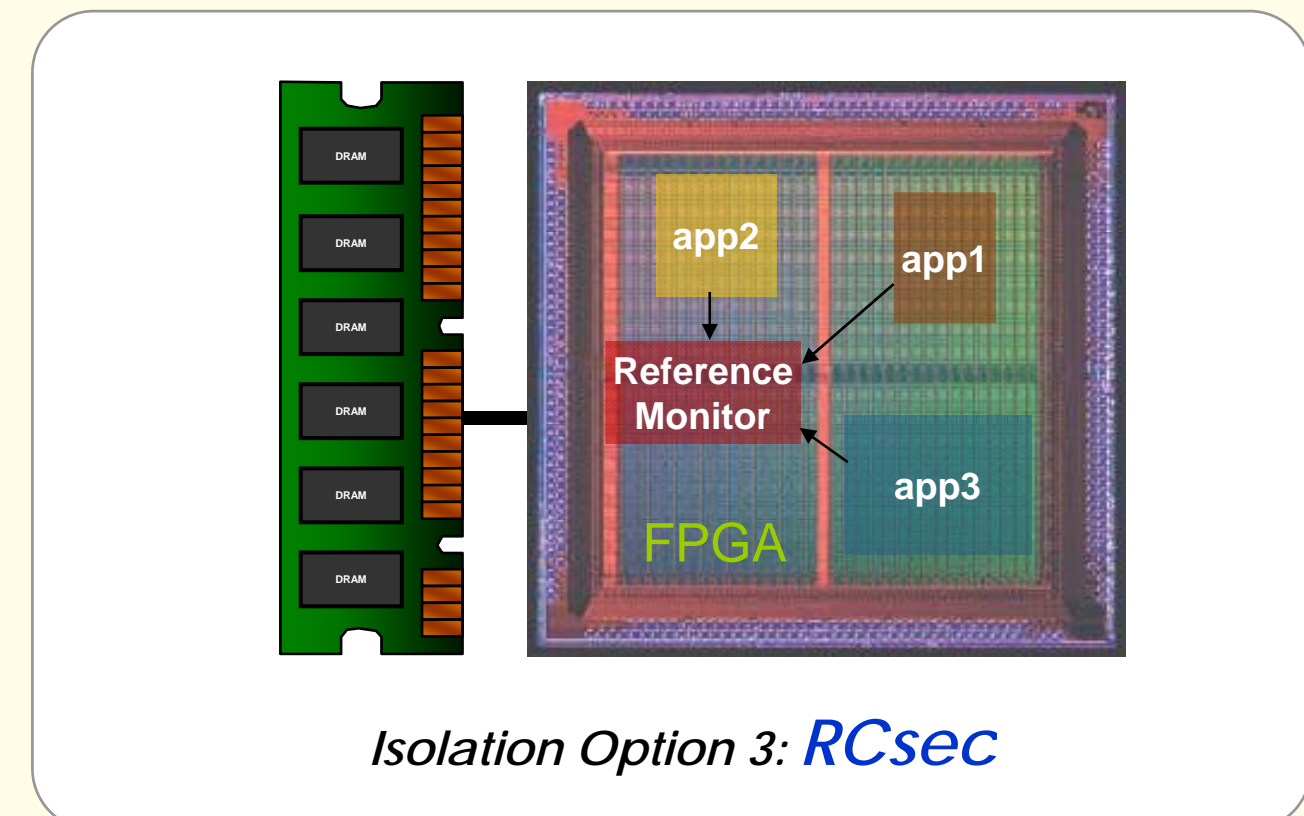 DRAM
DRAM
DRAM
DRAM
DRAM
DRAM
app2
app1
Reference
Monitor
app3
FPGA
Isolation Option 3: RCsec